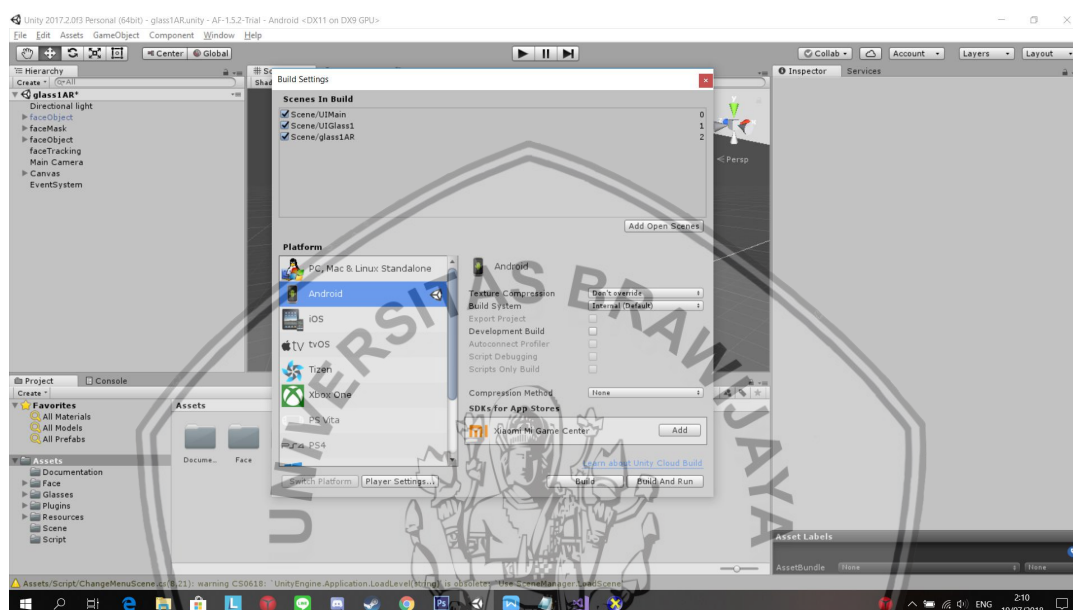 Unity 2017.2.0f3 Personal (64bit) - glass1AR.unity - AF-1.5.2-Trial - Android <DX11 on DX9 GPU>
File Edit Assets GameObject Component Window Help
Center Global
Collab Account Layers Layout
Hierarchy
Create All
glass1AR*
Directional light
faceObject
faceMask
faceObject
faceTracking
Main Camera
Canvas
EventSystem
Build Settings
Scenes In Build
Scene/UIMain 0
Scene/UIGlass1 1
Scene/glass1AR 2
Add Open Scenes
Platform
PC, Mac & Linux Standalone
Android
iOS
tvOS
Tizen
Xbox One
PS Vita
PS4
Switch Platform Player Settings...
Android
Texture Compression Don't override
Build System Internal (Default)
Export Project
Development Build
Autoconnect Profiler
Script Debugging
Scripts Only Build
Compression Method None
SDKs for App Stores
Xiaomi Mi Game Center Add
Learn about Unity Cloud Build
Build Build And Run
y
Persp
Inspector Services
Project Console
Create
Favorites
All Materials
All Models
All Prefabs
Assets
Documentation
Face
Glasses
Plugins
Resources
Scene
Script
Assets
Docume... Face
Asset Labels
AssetBundle None None
Assets/Script/ChangeMenuScene.cs(8,21): warning CS0618: `UnityEngine.Application.LoadLevel(string)' is obsolete: `Use SceneManager.LoadScene'
ENG 2:10
19/07/2018
UNIVERSITAS BRAWIJAYA